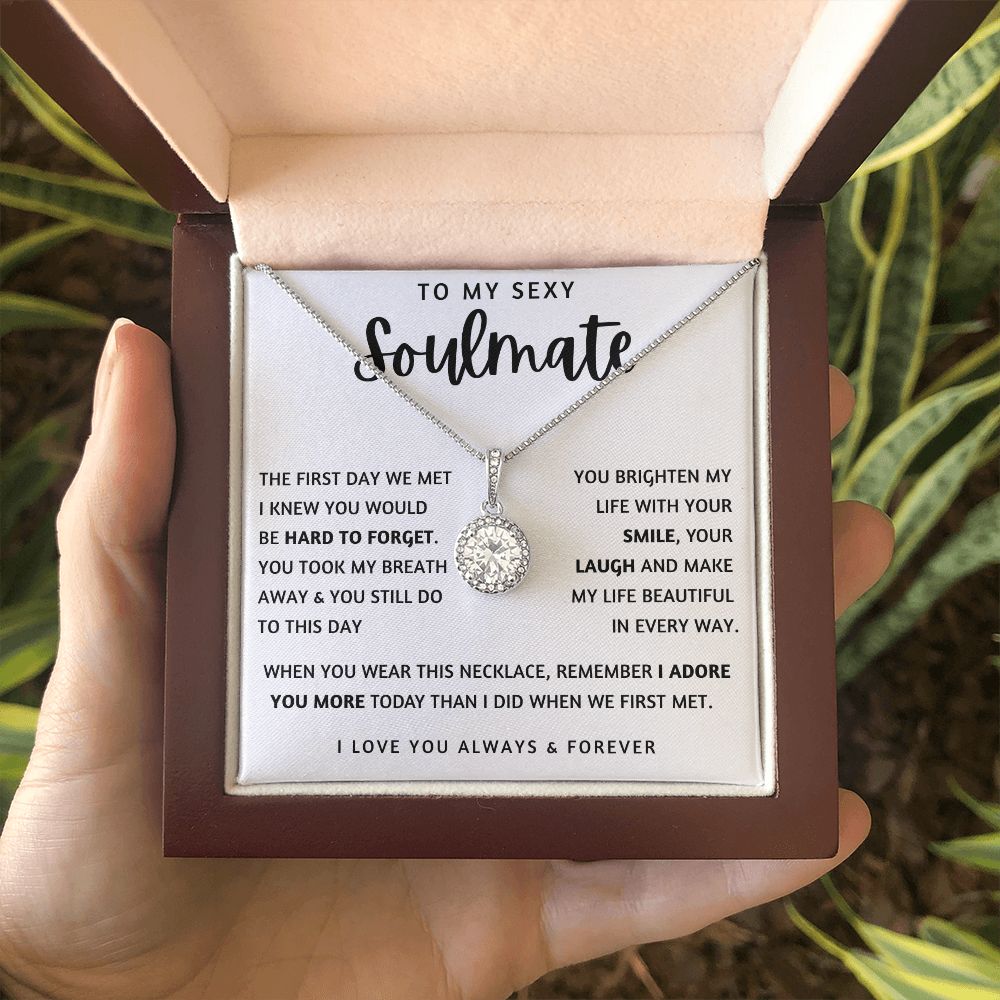 TO MY SEXY
Soulmate
THE FIRST DAY WE MET
I KNEW YOU WOULD
BE HARD TO FORGET.
YOU TOOK MY BREATH
AWAY & YOU STILL DO
TO THIS DAY
YOU BRIGHTEN MY
LIFE WITH YOUR
SMILE, YOUR
LAUGH AND MAKE
MY LIFE BEAUTIFUL
IN EVERY WAY.
WHEN YOU WEAR THIS NECKLACE, REMEMBER I ADORE
YOU MORE TODAY THAN I DID WHEN WE FIRST MET.
I LOVE YOU ALWAYS & FOREVER